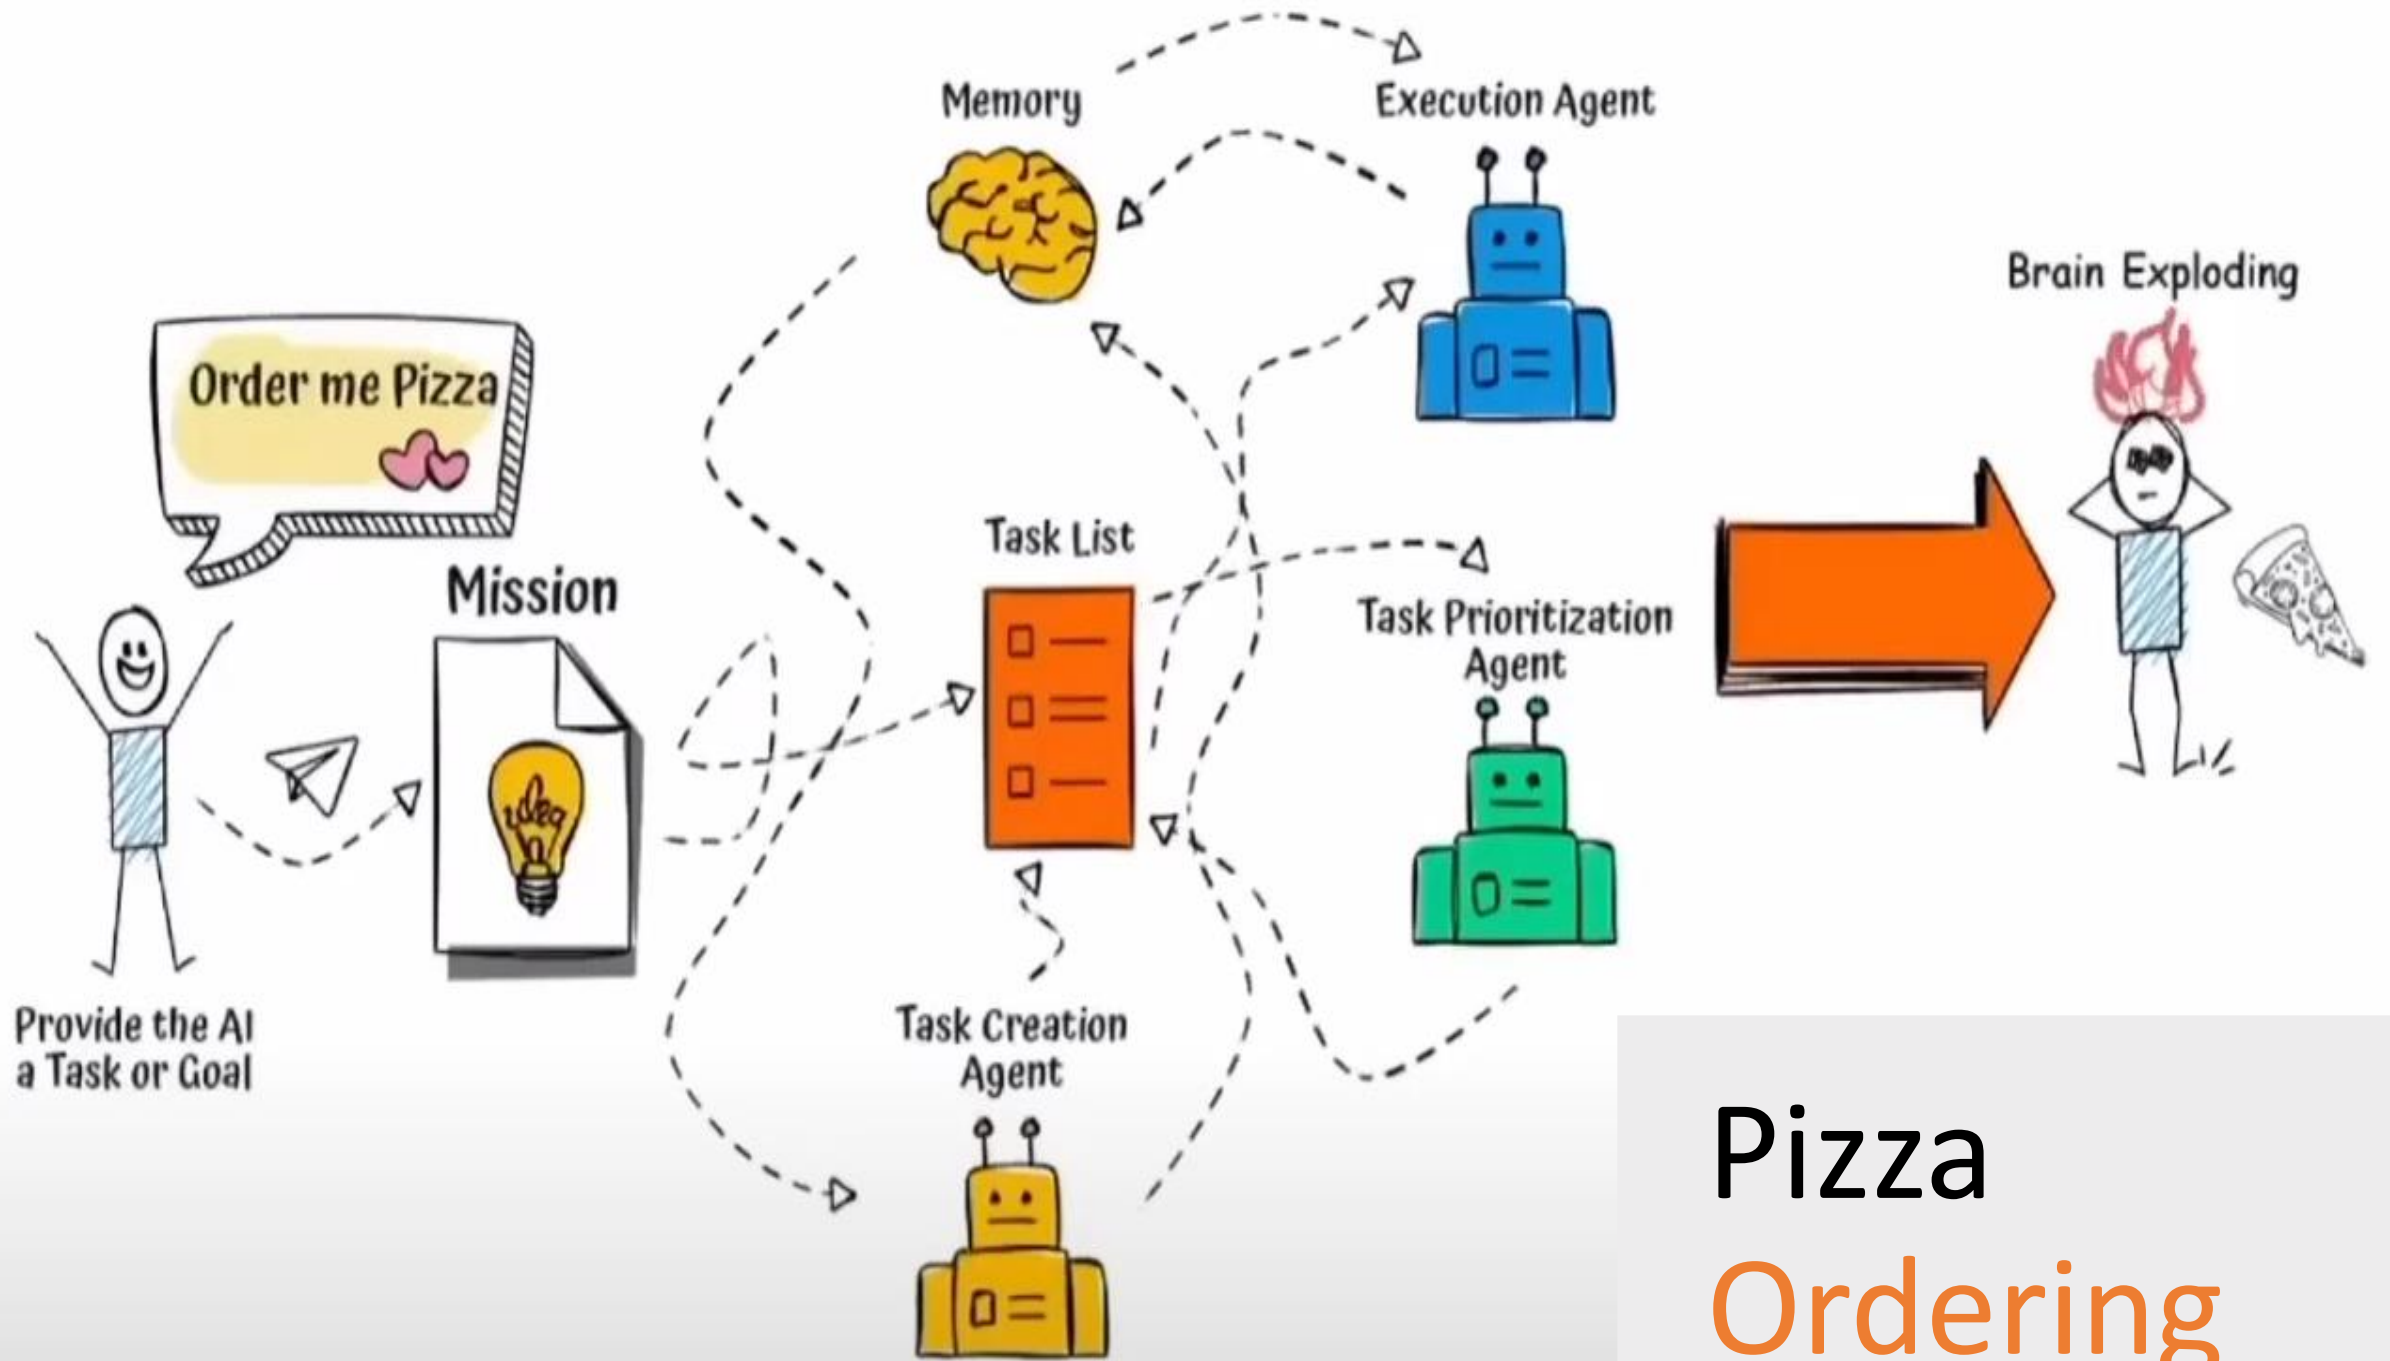 Memory
Execution Agent
Brain Exploding
Order me Pizza
Task List
Mission
Task Prioritization
Agent
idea
Provide the AI
a Task or Goal
Task Creation
Agent
Pizza
Ordering